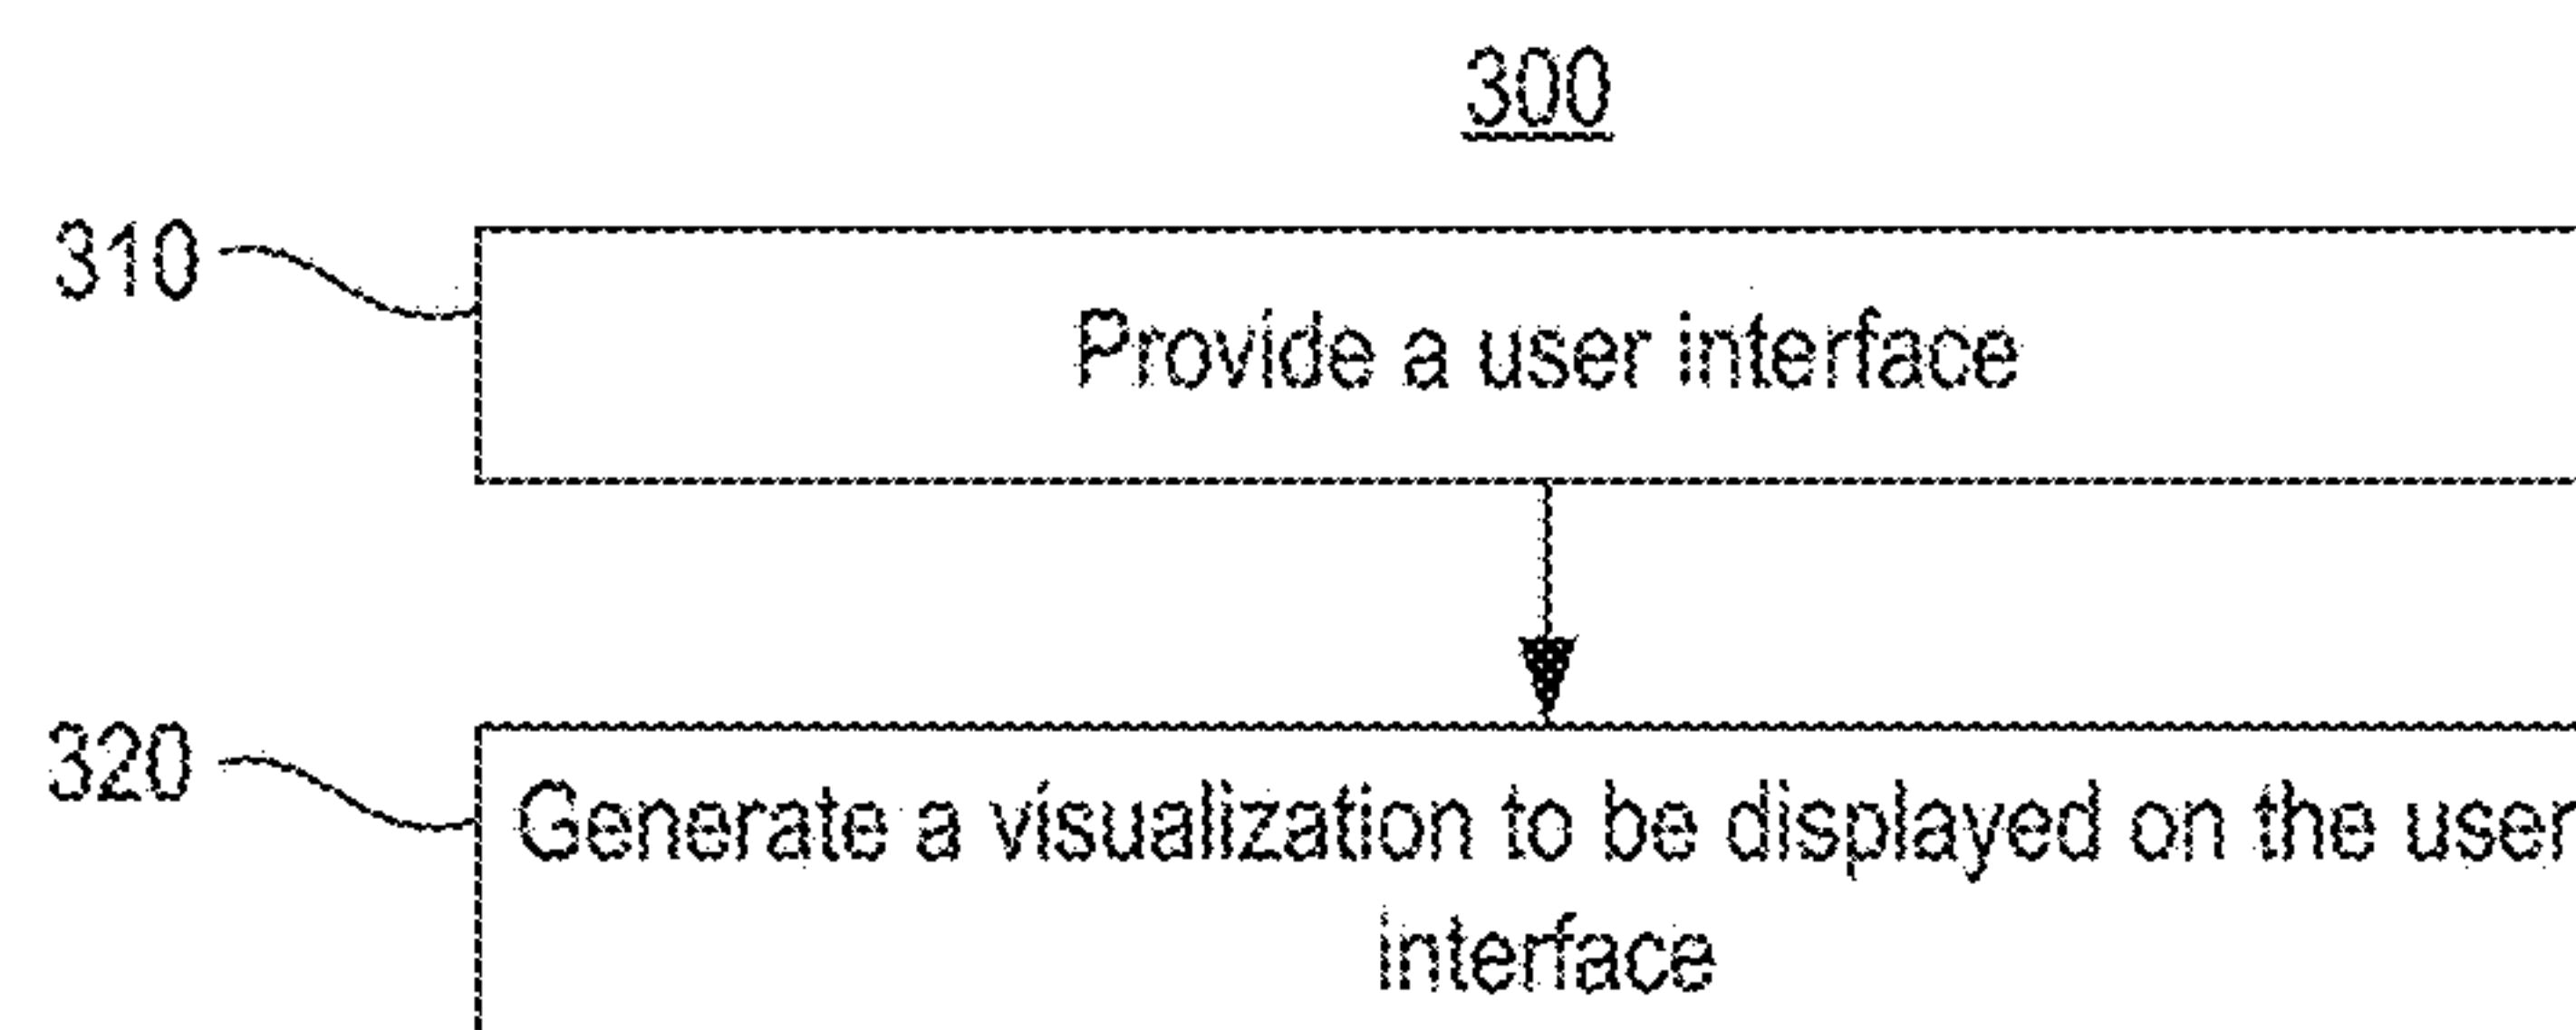 300
310
Provide a user interface
320
Generate a visualization to be displayed on the user
interface